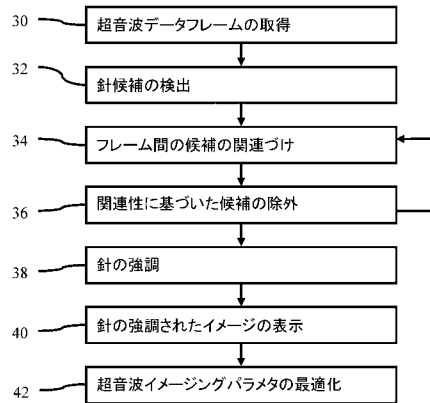 30 超音波データフレームの取得
32 針候補の検出
34 フレーム間の候補の関連づけ
36 関連性に基づいた候補の除外
38 針の強調
40 針の強調されたイメージの表示
42 超音波イメージングパラメタの最適化